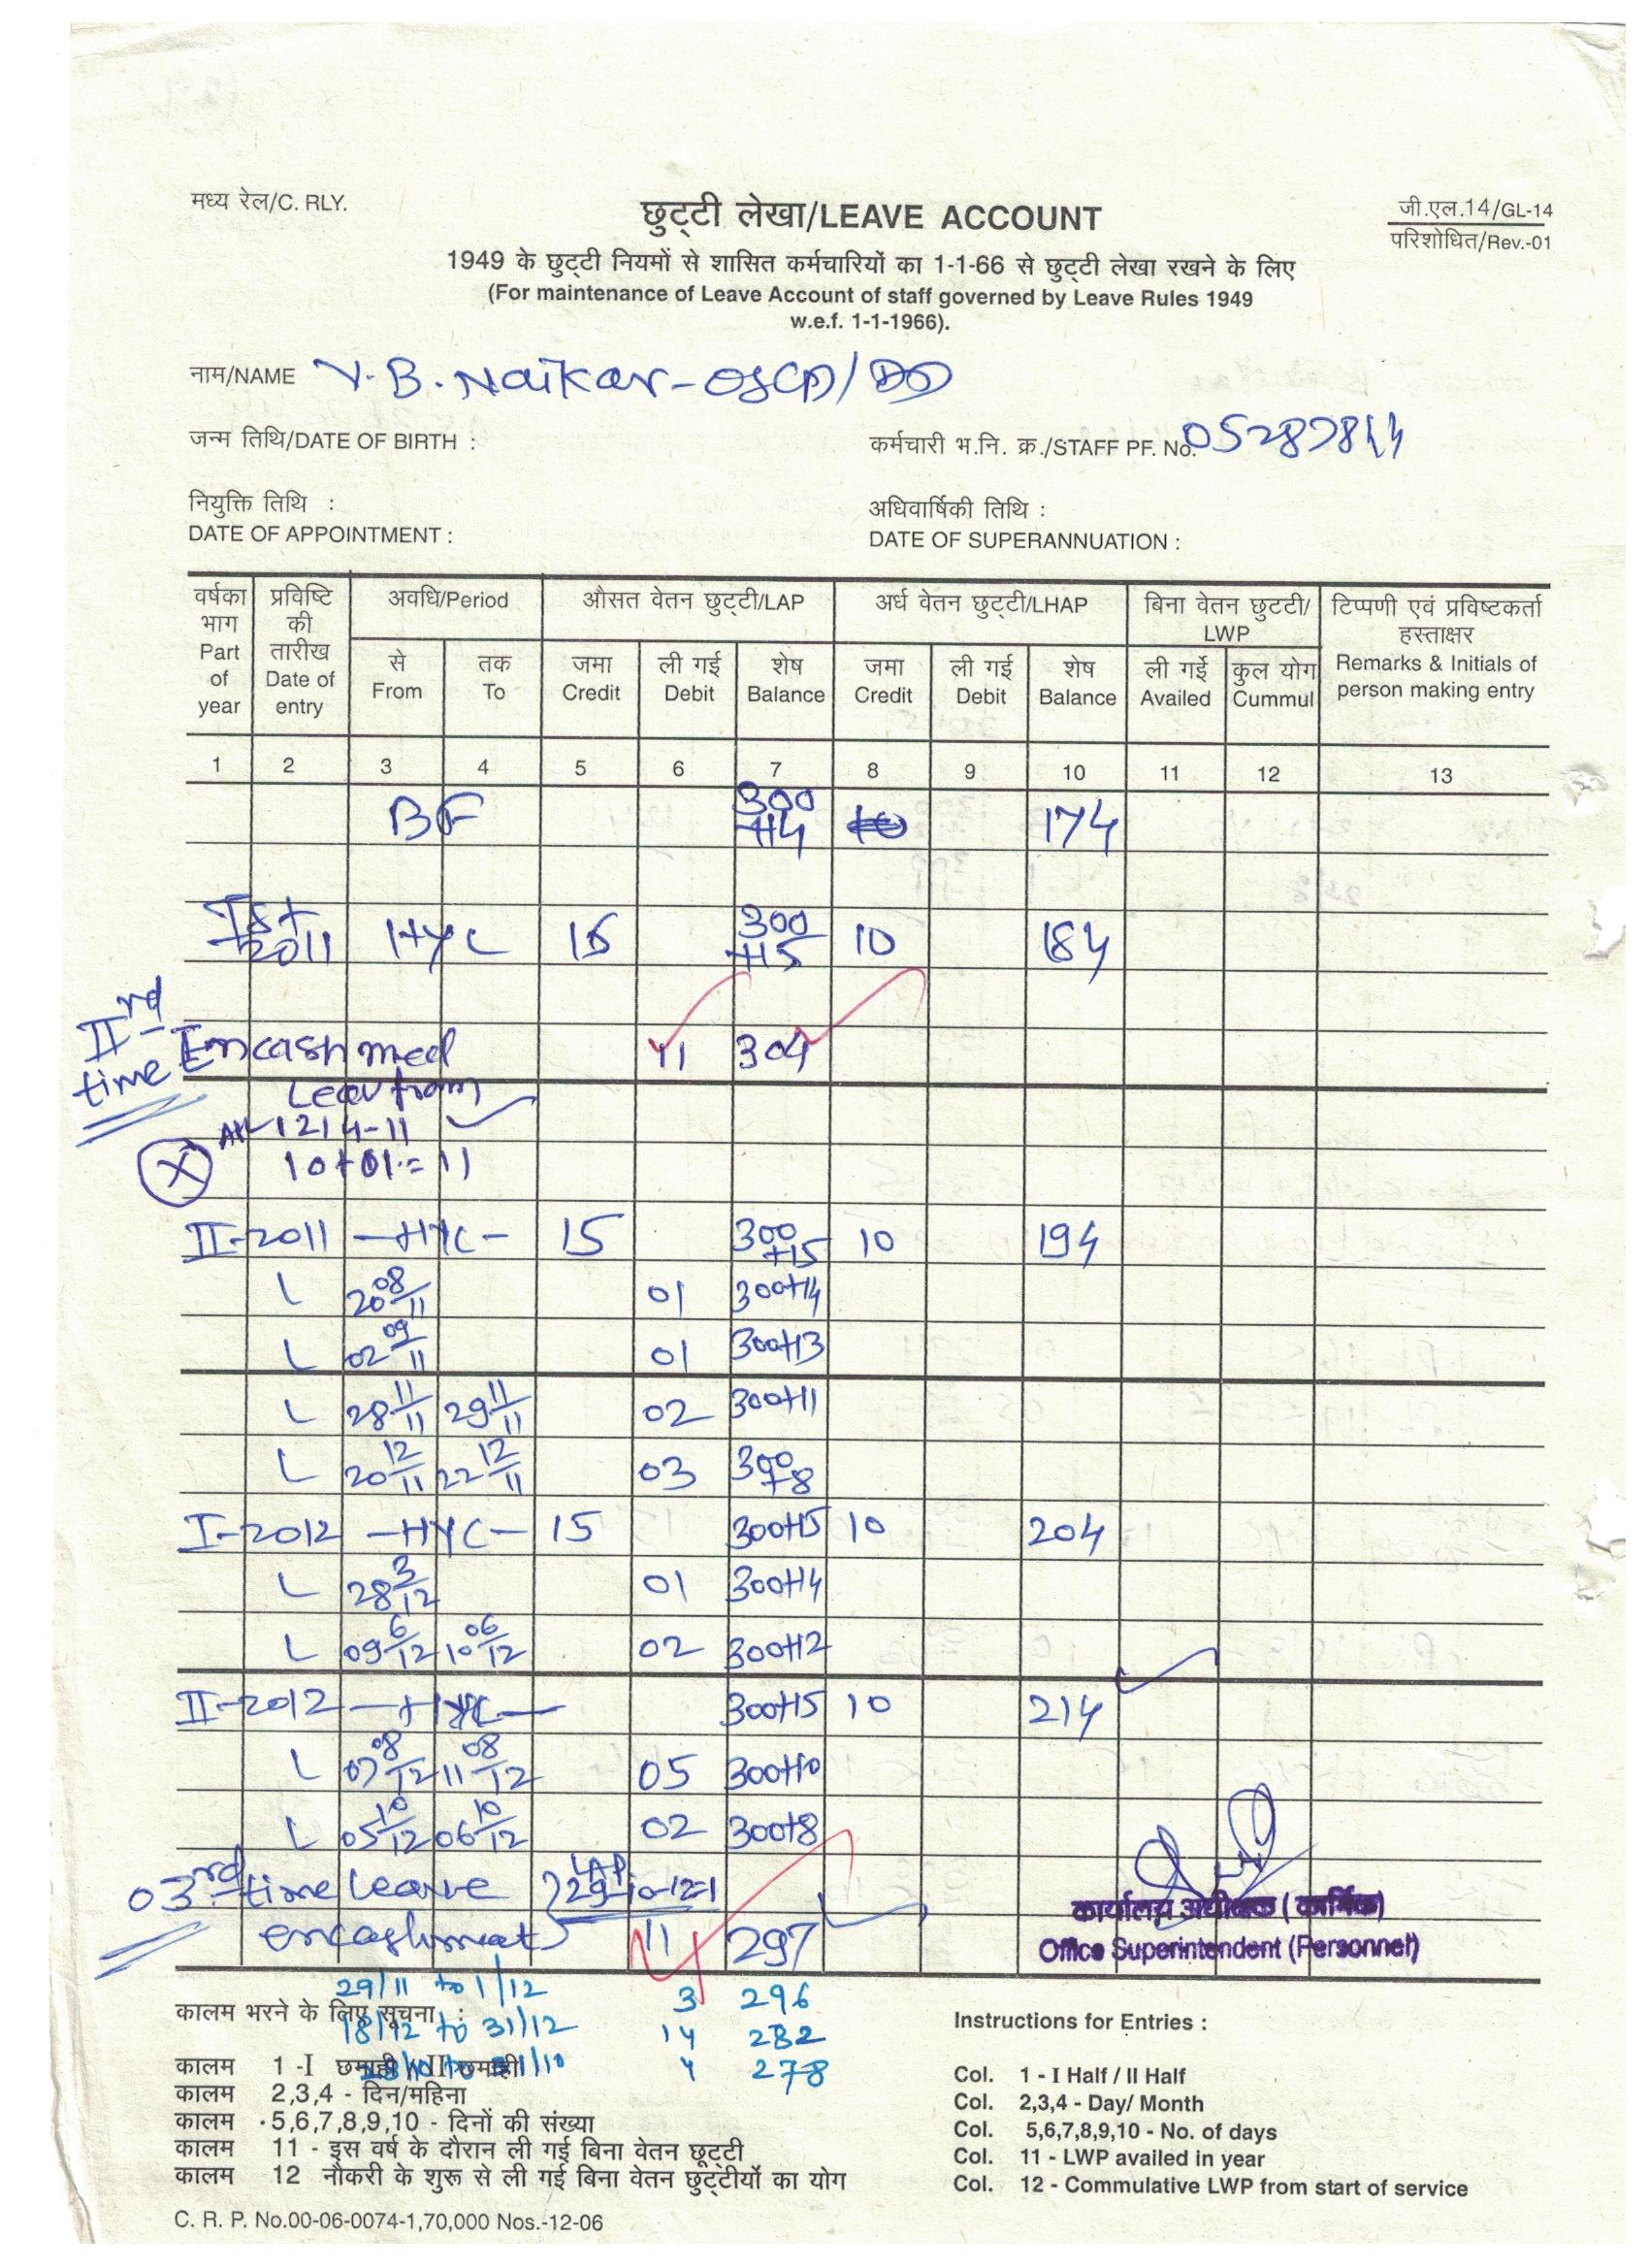 मध्य रेल/C. RLY.
छुट्टी लेखा/LEAVE ACCOUNT
जी.एल.14/GL-14
परिशोधित/Rev.-01
1949 के छुट्टी नियमों से शासित कर्मचारियों का 1-1-66 से छुट्टी लेखा रखने के लिए
(For maintenance of Leave Account of staff governed by Leave Rules 1949
w.e.f. 1-1-1966).
नाम/NAME V.B. Naikar-OS(P)/
जन्म तिथि/DATE OF BIRTH :
कर्मचारी भ.नि. क्र./STAFF PF. No.
नियुक्ति तिथि :
अधिवार्षिकी तिथि :
DATE OF APPOINTMENT :
DATE OF SUPERANNUATION :
वर्षका भाग Part of year प्रविष्टि की तारीख Date of entry अवधि/Period औसत वेतन छुट्टी/LAP अर्ध वेतन छुट्टी/LHAP बिना वेतन छुटटी/ LWP टिप्पणी एवं प्रविष्टकर्ता हस्ताक्षर Remarks & Initials of person making entry
से From तक To जमा Credit ली गई Debit शेष Balance जमा Credit ली गई Debit शेष Balance ली गई Availed कुल योग Cummul
1 2 3 4 5 6 7 8 9 10 11 12 13
BF 300+14 174
Ist 2011 HYC 15 300+15 10 184
IIrd time Encashmed 11 304
Leav from
1214-11
10+01=11
X
II-2011 -HYC- 15 300+15 10 194
L 20 08/11 01 300+14
L 02 09/11 01 300+13
L 28 11/11 29 11/11 02 300+11
L 20 12/11 22 12/11 03 300+8
I-2012 -HYC- 15 300+15 10 204
L 28 3/12 01 300+14
L 09 6/12 10 06/12 02 300+12
II-2012 -HYC- 300+15 10 214
L 07 08/12 11 08/12 05 300+10
L 05 10/12 06 10/12 02 300+8
03rd time leave LAP 29-10-12-1
encashment 11 297
कार्यालय अधीक्षक (कार्मिक)
Office Superintendent (Personnel)
29/11 to 1/12 3 296
कालम भरने के लिए सूचना :
Instructions for Entries :
18/12 to 31/12 14 282
कालम 1 -I छमाही / II छमाही
4 278
Col. 1 - I Half / II Half
कालम 2,3,4 - दिन/महिना
Col. 2,3,4 - Day/ Month
कालम 5,6,7,8,9,10 - दिनों की संख्या
Col. 5,6,7,8,9,10 - No. of days
कालम 11 - इस वर्ष के दौरान ली गई बिना वेतन छूट्टी
Col. 11 - LWP availed in year
कालम 12 नौकरी के शुरू से ली गई बिना वेतन छुट्टीयों का योग
Col. 12 - Commulative LWP from start of service
C. R. P. No.00-06-0074-1,70,000 Nos.-12-06